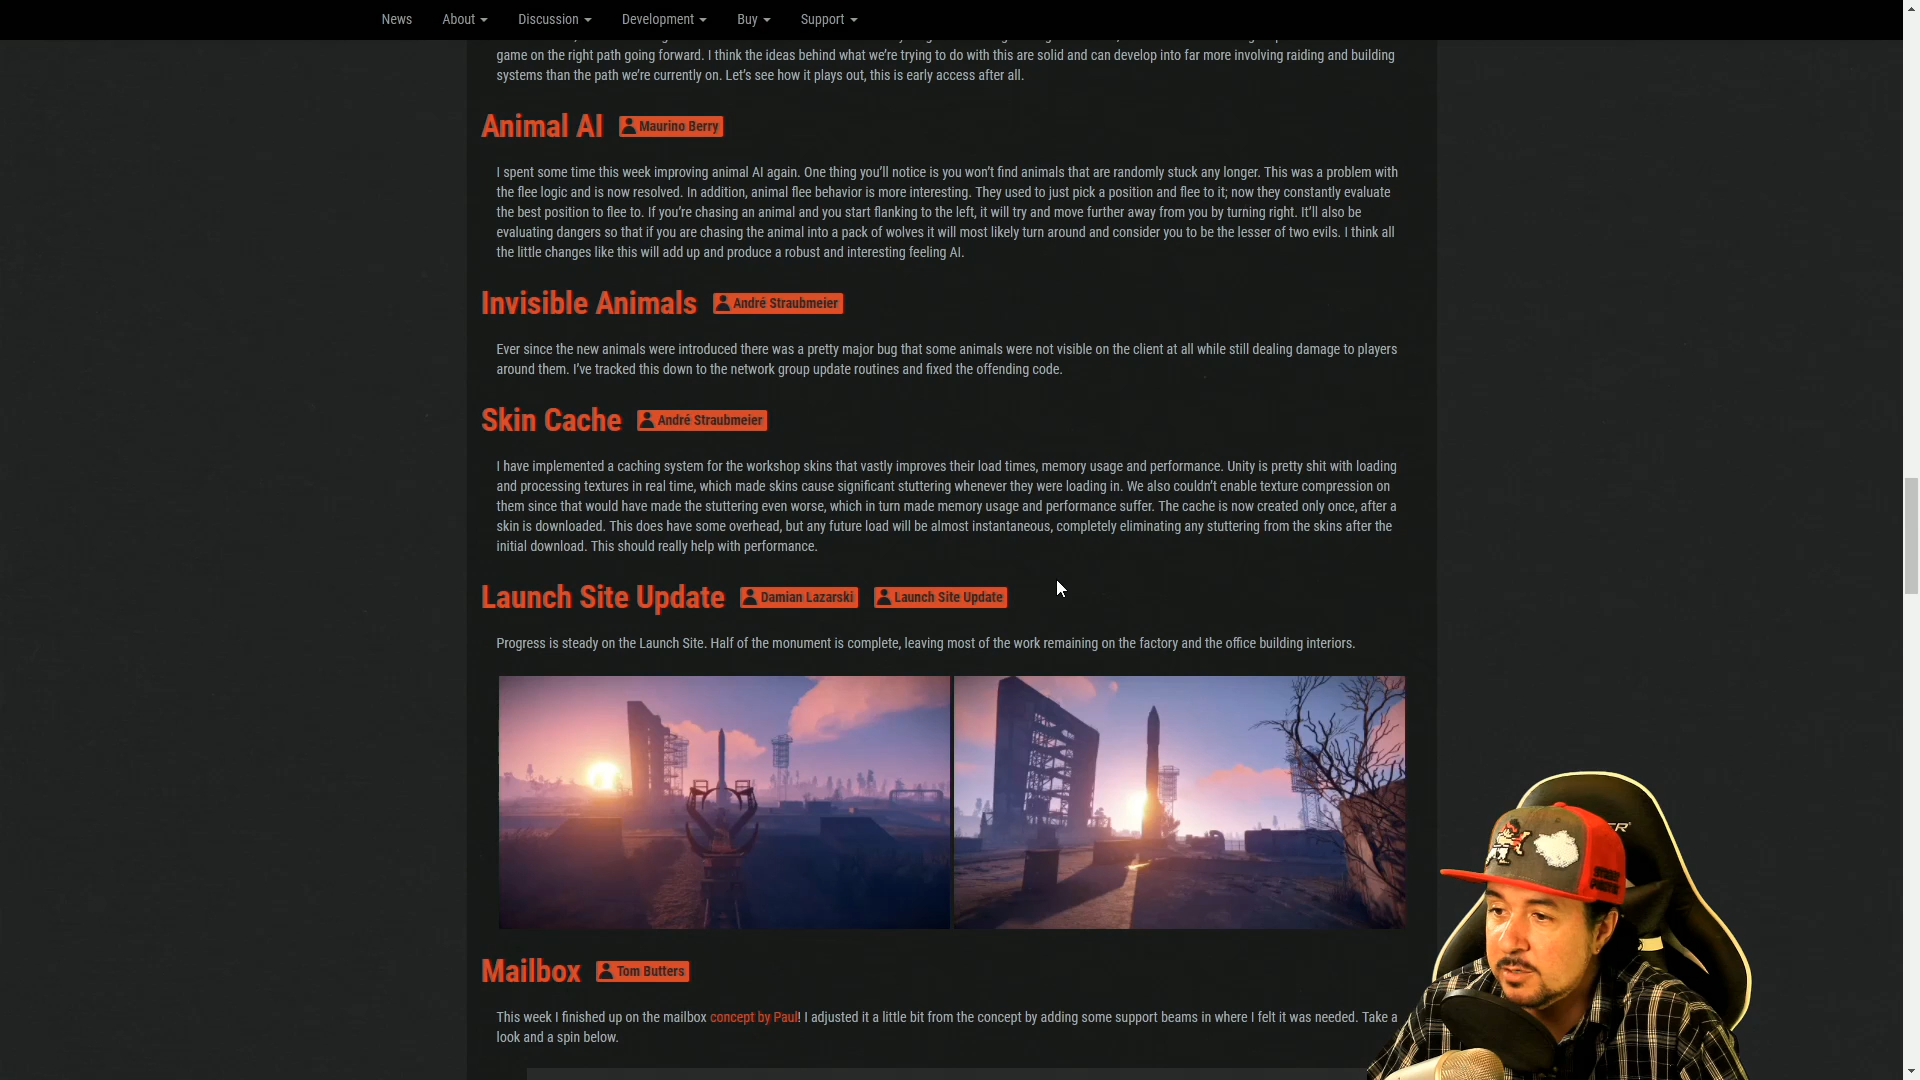 News About Discussion Development Buy Support
game on the right path going forward. I think the ideas behind what we're trying to do with this are solid and can develop into far more involving raiding and building
systems than the path we're currently on. Let's see how it plays out, this is early access after all.
Animal AI Maurino Berry
I spent some time this week improving animal AI again. One thing you'll notice is you won't find animals that are randomly stuck any longer. This was a problem with
the flee logic and is now resolved. In addition, animal flee behavior is more interesting. They used to just pick a position and flee to it; now they constantly evaluate
the best position to flee to. If you're chasing an animal and you start flanking to the left, it will try and move further away from you by turning right. It'll also be
evaluating dangers so that if you are chasing the animal into a pack of wolves it will most likely turn around and consider you to be the lesser of two evils. I think all
the little changes like this will add up and produce a robust and interesting feeling AI.
Invisible Animals André Straubmeier
Ever since the new animals were introduced there was a pretty major bug that some animals were not visible on the client at all while still dealing damage to players
around them. I've tracked this down to the network group update routines and fixed the offending code.
Skin Cache André Straubmeier
I have implemented a caching system for the workshop skins that vastly improves their load times, memory usage and performance. Unity is pretty shit with loading
and processing textures in real time, which made skins cause significant stuttering whenever they were loading in. We also couldn't enable texture compression on
them since that would have made the stuttering even worse, which in turn made memory usage and performance suffer. The cache is now created only once, after a
skin is downloaded. This does have some overhead, but any future load will be almost instantaneous, completely eliminating any stuttering from the skins after the
initial download. This should really help with performance.
Launch Site Update Damian Lazarski Launch Site Update
Progress is steady on the Launch Site. Half of the monument is complete, leaving most of the work remaining on the factory and the office building interiors.
Mailbox Tom Butters
This week I finished up on the mailbox concept by Paul! I adjusted it a little bit from the concept by adding some support beams in where I felt it was needed. Take a
look and a spin below.